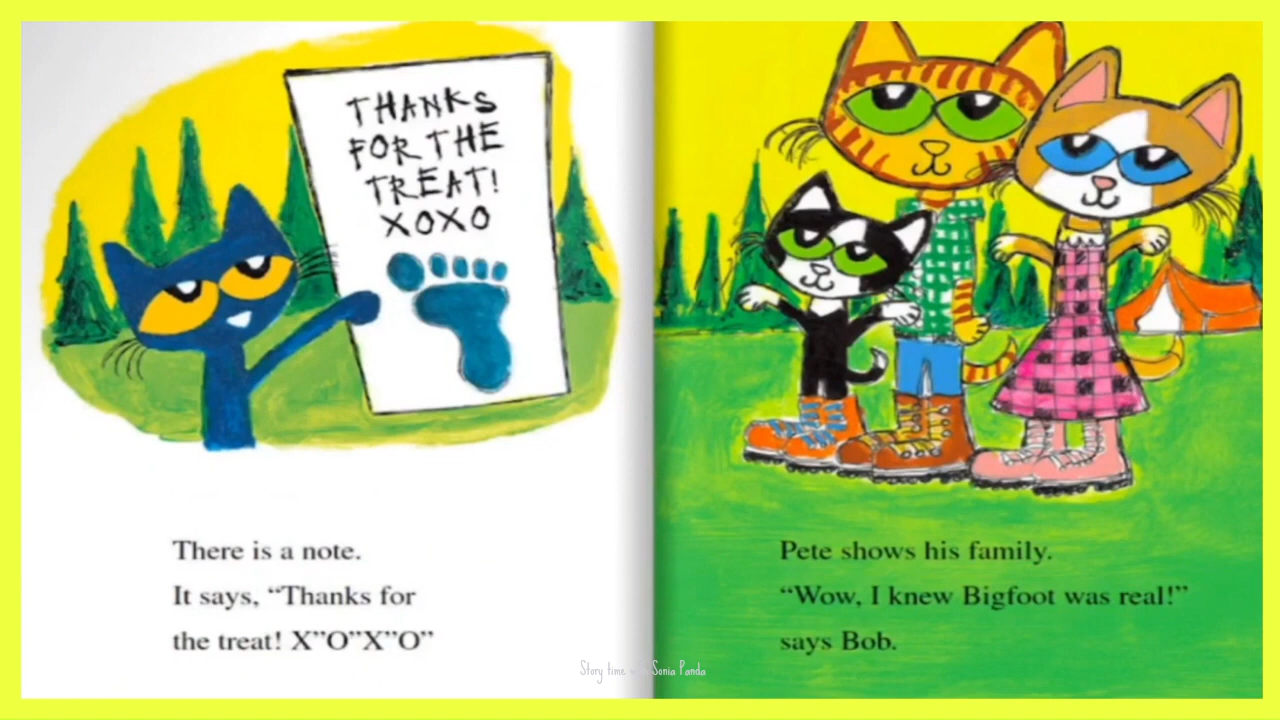 THANKS
FOR THE
TREAT!
XOXO
There is a note.
It says, “Thanks for
the treat! X”O”X”O”
Pete shows his family.
“Wow, I knew Bigfoot was real!”
says Bob.
Story time with Sonia Panda